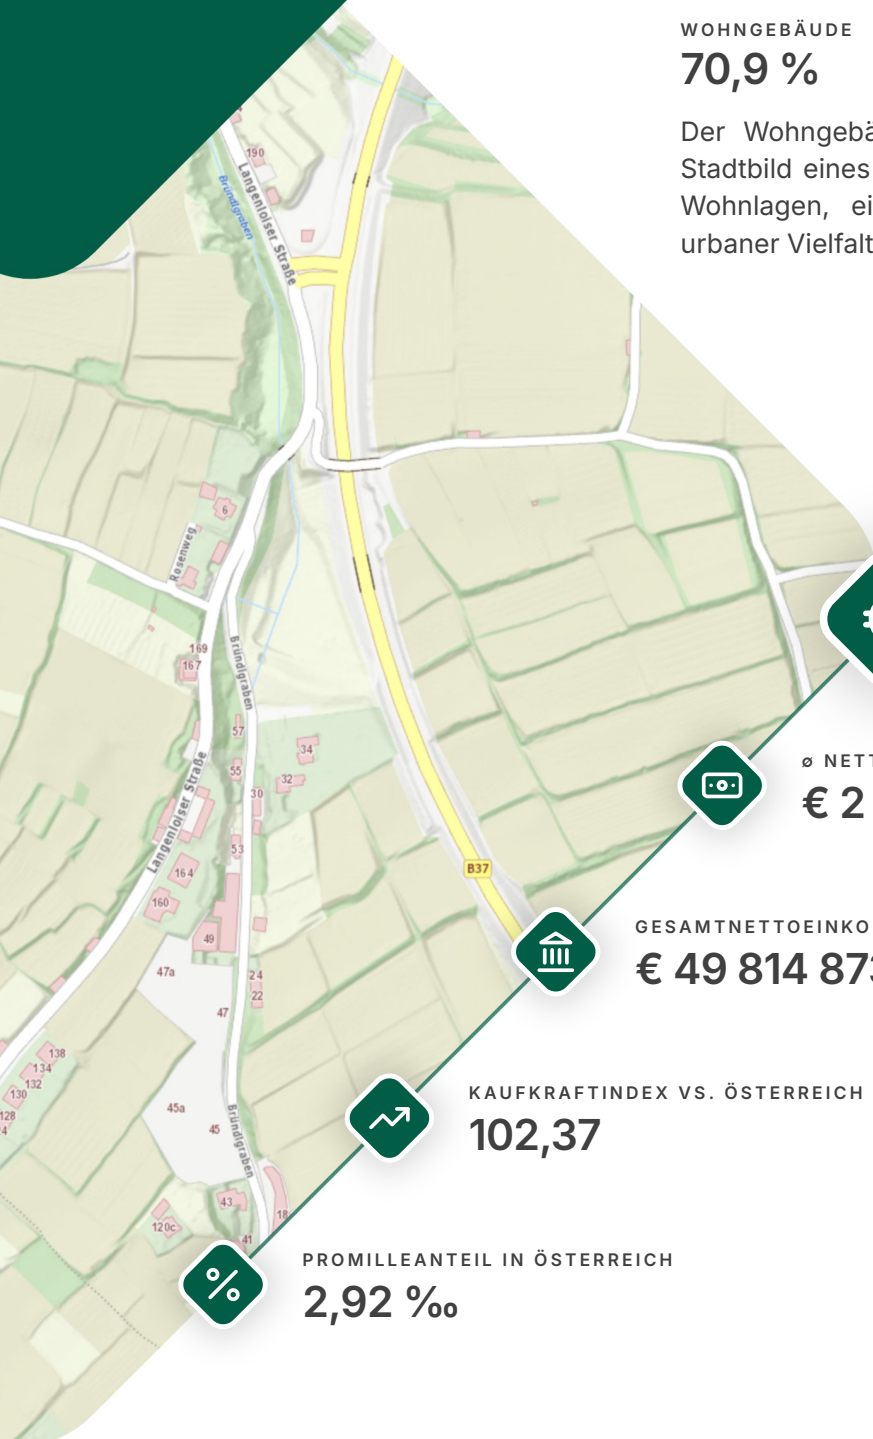 WOHNGEBÄUDE
70,9 %
Der Wohngebä
Stadtbild eines
Wohnlagen, ei
urbaner Vielfalt
190
Bründlgraben
Langenloiser Straße
6
Rosenweg
169
167
Bründlgraben
57
34
55
32
30
Langenloiser Straße
53
164
B37
160
49
47a
24
22
47
138
134
132
130
128
45a
45
Bründlgraben
43
18
120c
41
ø NETT
€ 2
GESAMTNETTOEINKO
€ 49 814 873
KAUFKRAFTINDEX VS. ÖSTERREICH
102,37
PROMILLEANTEIL IN ÖSTERREICH
2,92 ‰